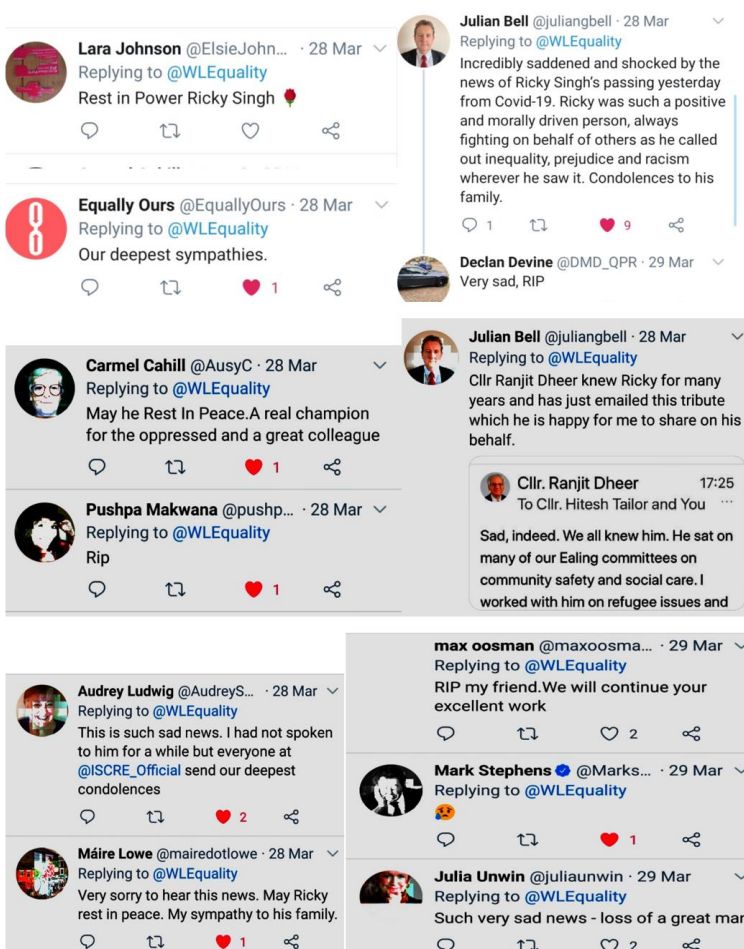 Lara Johnson @ElsieJohn... · 28 Mar
Replying to @WLEquality
Rest in Power Ricky Singh 🌹
Equally Ours @EquallyOurs · 28 Mar
Replying to @WLEquality
Our deepest sympathies.
1
Julian Bell @juliangbell · 28 Mar
Replying to @WLEquality
Incredibly saddened and shocked by the
news of Ricky Singh's passing yesterday
from Covid-19. Ricky was such a positive
and morally driven person, always
fighting on behalf of others as he called
out inequality, prejudice and racism
wherever he saw it. Condolences to his
family.
1 9
Declan Devine @DMD_QPR · 29 Mar
Very sad, RIP
Carmel Cahill @AusyC · 28 Mar
Replying to @WLEquality
May he Rest In Peace.A real champion
for the oppressed and a great colleague
1
Pushpa Makwana @pushp... · 28 Mar
Replying to @WLEquality
Rip
1
Julian Bell @juliangbell · 28 Mar
Replying to @WLEquality
Cllr Ranjit Dheer knew Ricky for many
years and has just emailed this tribute
which he is happy for me to share on his
behalf.
Cllr. Ranjit Dheer 17:25
To Cllr. Hitesh Tailor and You ...
Sad, indeed. We all knew him. He sat on
many of our Ealing committees on
community safety and social care. I
worked with him on refugee issues and
Audrey Ludwig @AudreyS... · 28 Mar
Replying to @WLEquality
This is such sad news. I had not spoken
to him for a while but everyone at
@ISCRE_Official send our deepest
condolences
2
Máire Lowe @mairedotlowe · 28 Mar
Replying to @WLEquality
Very sorry to hear this news. May Ricky
rest in peace. My sympathy to his family.
1
max oosman @maxoosma... · 29 Mar
Replying to @WLEquality
RIP my friend.We will continue your
excellent work
2
Mark Stephens @Marks... · 29 Mar
Replying to @WLEquality
😥
1
Julia Unwin @juliaunwin · 29 Mar
Replying to @WLEquality
Such very sad news - loss of a great man
2